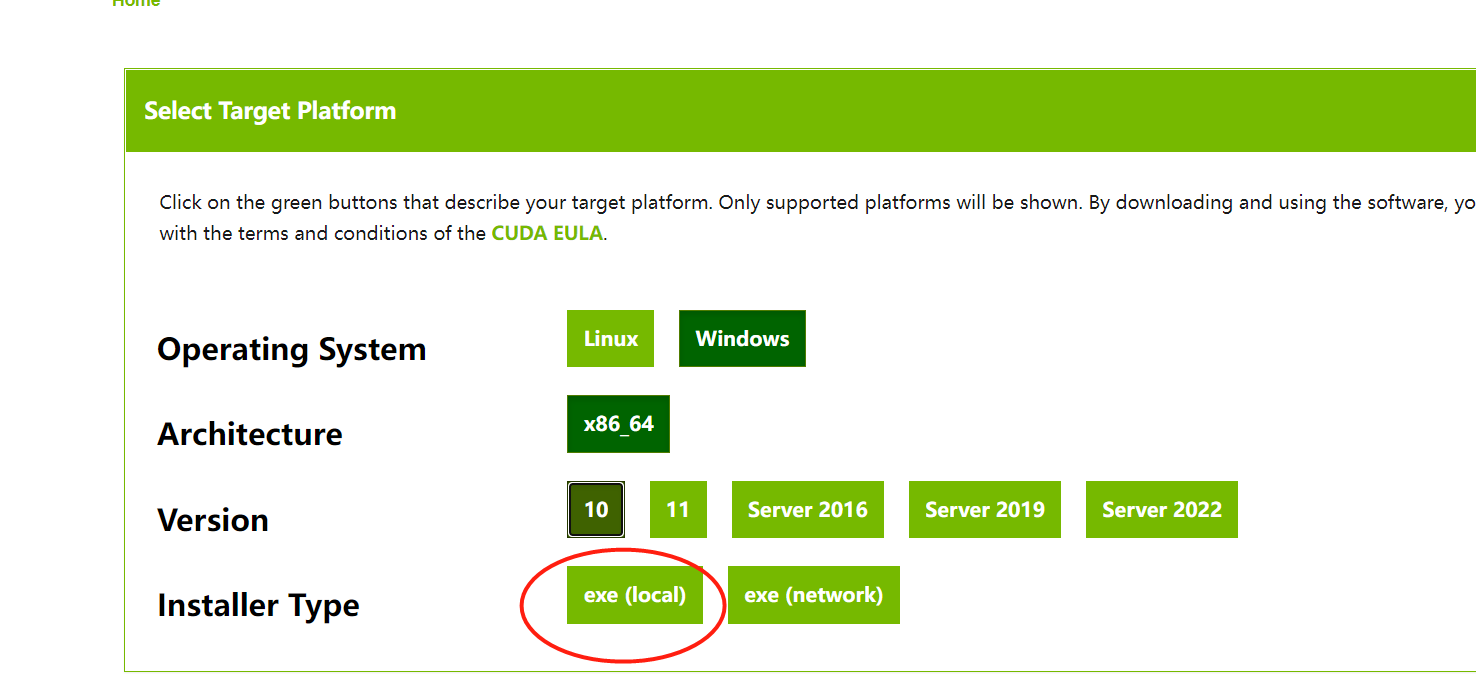 Home
Select Target Platform
Click on the green buttons that describe your target platform. Only supported platforms will be shown. By downloading and using the software, yo
with the terms and conditions of the CUDA EULA.
Operating System Linux Windows
Architecture x86_64
Version 10 11 Server 2016 Server 2019 Server 2022
Installer Type exe (local) exe (network)